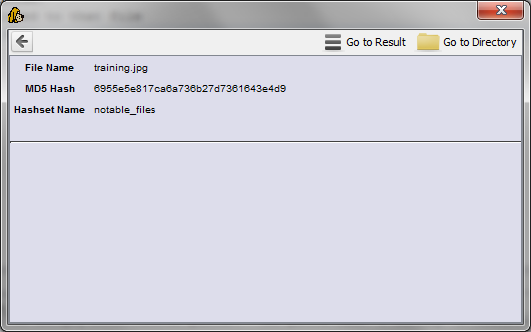 Go to Result Go to Directory
File Name training.jpg
MD5 Hash 6955e5e817ca6a736b27d7361643e4d9
Hashset Name notable_files